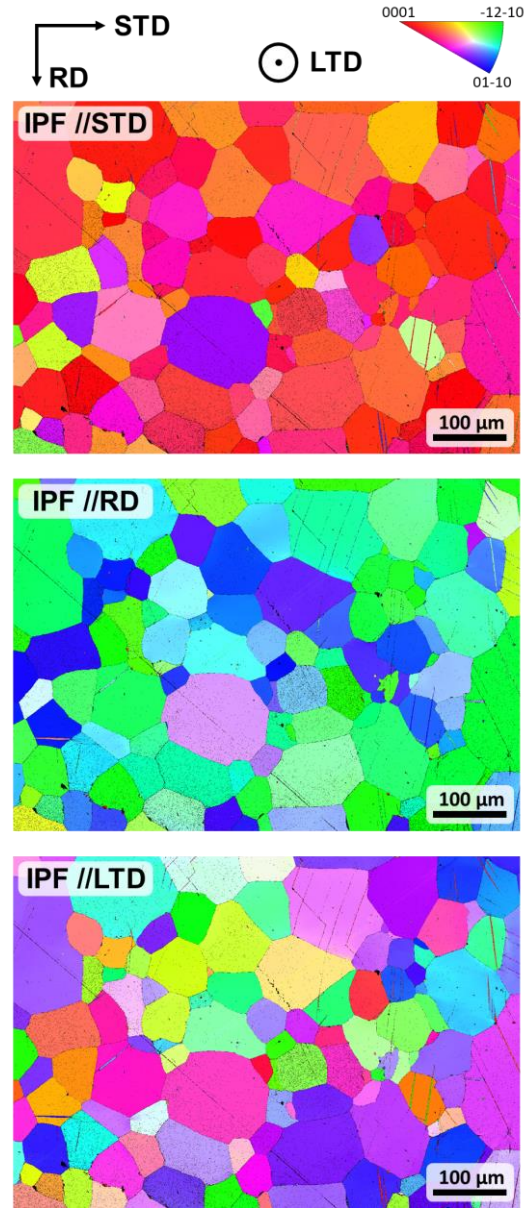 STD
RD
LTD
0001
-12-10
01-10
IPF //STD
100 µm
IPF //RD
100 µm
IPF //LTD
100 µm